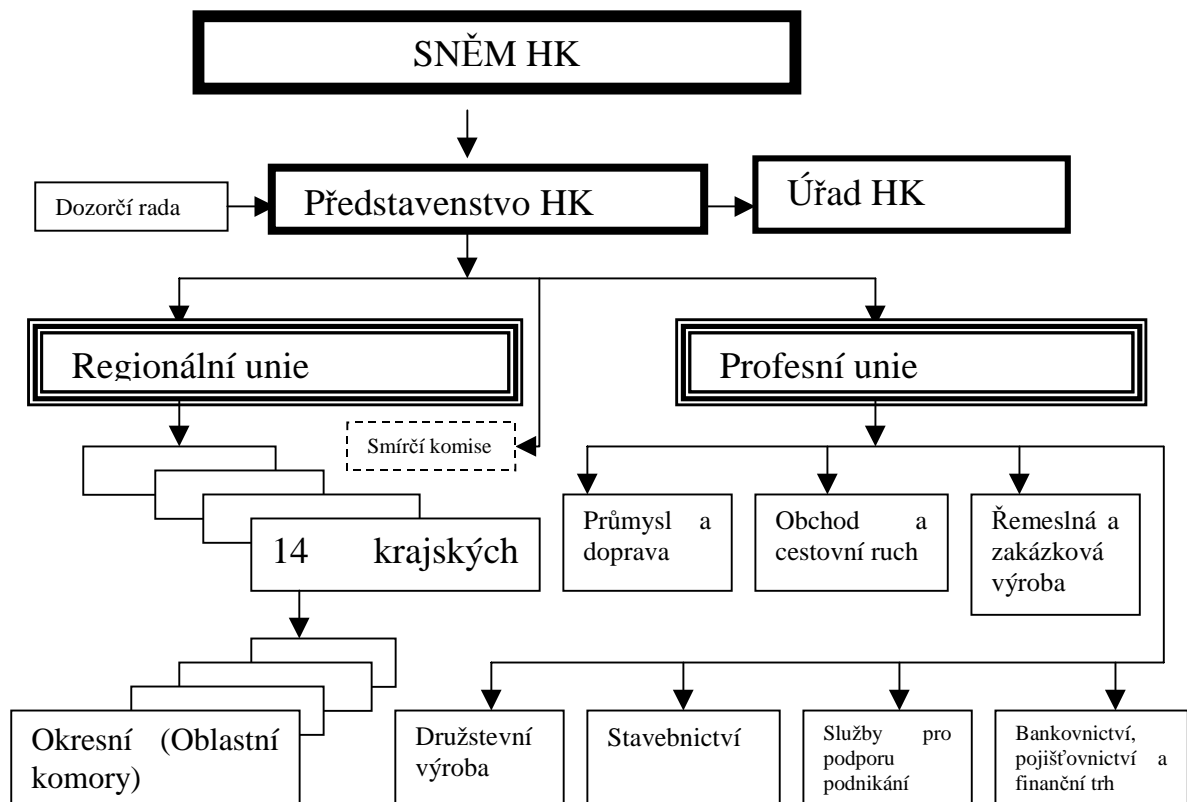 SNĚM HK
Dozorčí rada
Představenstvo HK
Úřad HK
Regionální unie
Profesní unie
Smírčí komise
14 krajských
Průmysl a
doprava
Obchod a
cestovní ruch
Řemeslná a
zakázková
výroba
Okresní (Oblastní
komory)
Družstevní
výroba
Stavebnictví
Služby pro
podporu
podnikání
Bankovnictví,
pojišťovnictví a
finanční trh